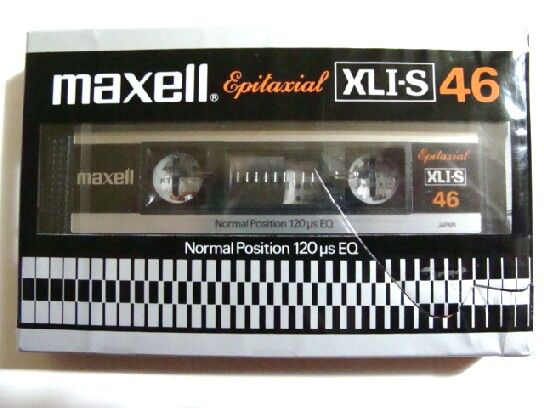 maxell® Epitaxial XLI-S 46
maxell Epitaxial
XLI-S
46
Normal Position 120μs EQ JAPAN
Normal Position 120μs EQ